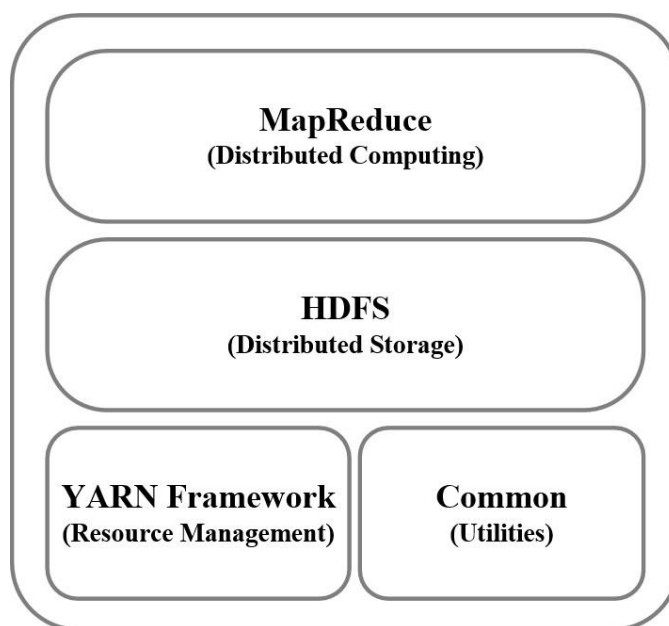 MapReduce
(Distributed Computing)
HDFS
(Distributed Storage)
YARN Framework
(Resource Management)
Common
(Utilities)